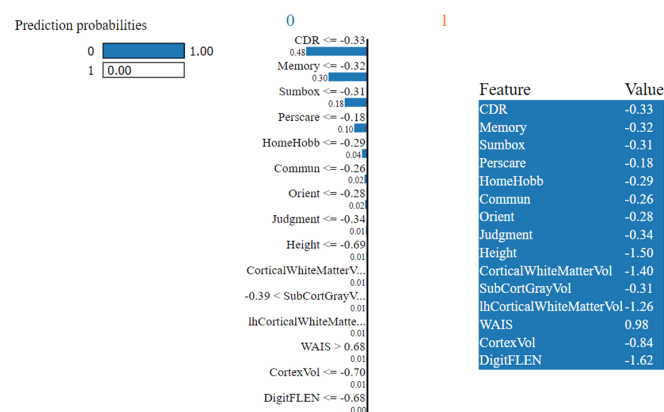 Prediction probabilities
0 1.00
1 0.00
0 1
CDR <= -0.33
0.48
Memory <= -0.32
0.30
Sumbox <= -0.31
0.18
Perscare <= -0.18
0.10
HomeHobb <= -0.29
0.04
Commun <= -0.26
0.02
Orient <= -0.28
0.02
Judgment <= -0.34
0.01
Height <= -0.69
0.01
CorticalWhiteMatterV...
0.01
-0.39 < SubCortGrayV...
0.01
lhCorticalWhiteMatte...
0.01
WAIS > 0.68
0.01
CortexVol <= -0.70
0.01
DigitFLEN <= -0.68
0.00
Feature Value
CDR -0.33
Memory -0.32
Sumbox -0.31
Perscare -0.18
HomeHobb -0.29
Commun -0.26
Orient -0.28
Judgment -0.34
Height -1.50
CorticalWhiteMatterVol -1.40
SubCortGrayVol -0.31
lhCorticalWhiteMatterVol -1.26
WAIS 0.98
CortexVol -0.84
DigitFLEN -1.62